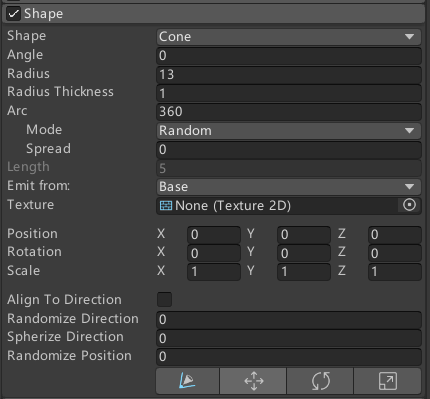 Shape
Shape Cone
Angle 0
Radius 13
Radius Thickness 1
Arc 360
Mode Random
Spread 0
Length 5
Emit from: Base
Texture None (Texture 2D)
Position X 0 Y 0 Z 0
Rotation X 0 Y 0 Z 0
Scale X 1 Y 1 Z 1
Align To Direction
Randomize Direction 0
Spherize Direction 0
Randomize Position 0